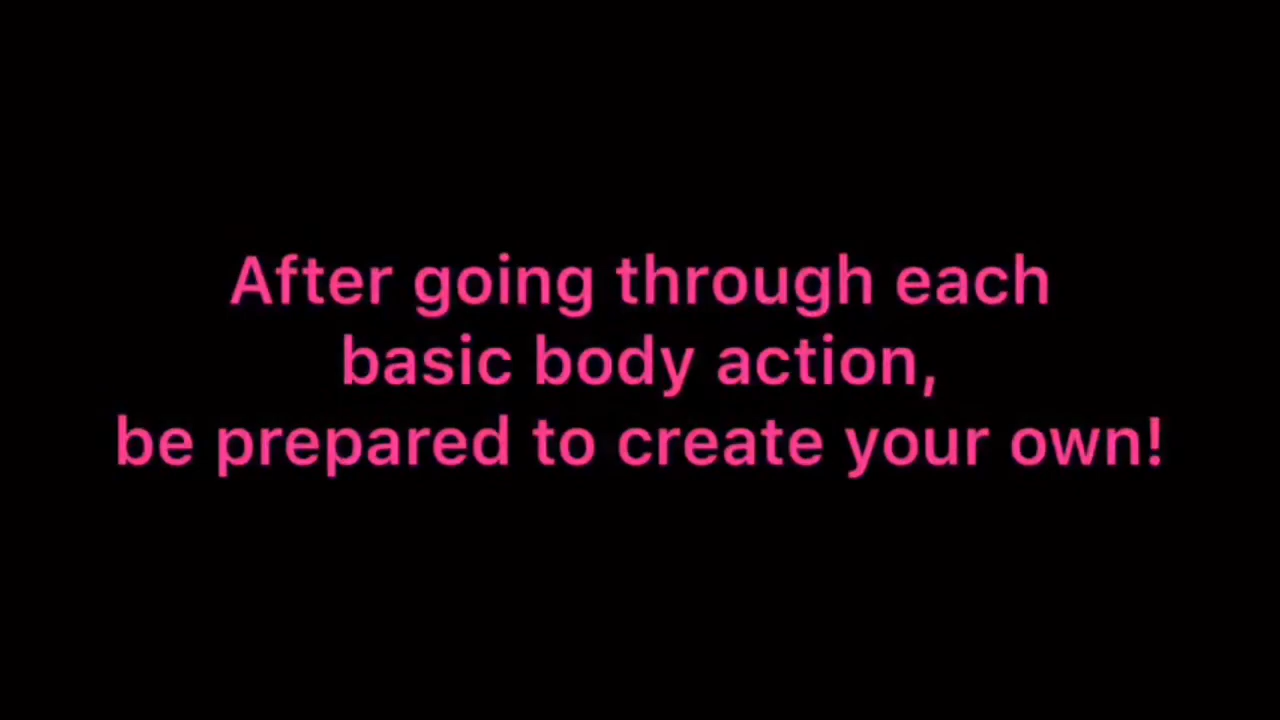 After going through each
basic body action,
be prepared to create your own!